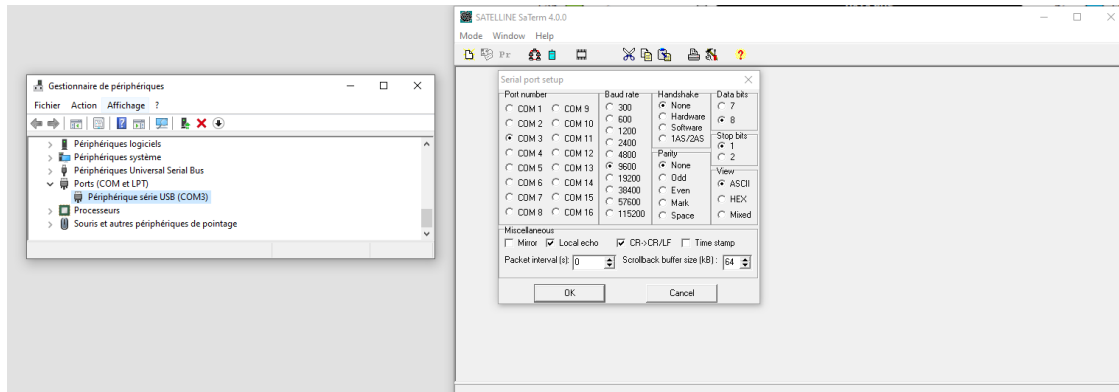 Gestionnaire de périphériques
Fichier Action Affichage ?
Périphériques logiciels
Périphériques système
Périphériques Universal Serial Bus
Ports (COM et LPT)
Périphérique série USB (COM3)
Processeurs
Souris et autres périphériques de pointage
SATELLINE SaTerm 4.0.0
Mode Window Help
Pr
Serial port setup
Port number
COM 1 COM 9
COM 2 COM 10
COM 3 COM 11
COM 4 COM 12
COM 5 COM 13
COM 6 COM 14
COM 7 COM 15
COM 8 COM 16
Baud rate
300
600
1200
2400
4800
9600
19200
38400
57600
115200
Handshake
None
Hardware
Software
1AS/2AS
Parity
None
Odd
Even
Mark
Space
Data bits
7
8
Stop bits
1
2
View
ASCII
HEX
Mixed
Miscellaneous
Mirror Local echo CR->CR/LF Time stamp
Packet interval (s): 0 Scrollback buffer size (kB) : 64
OK Cancel